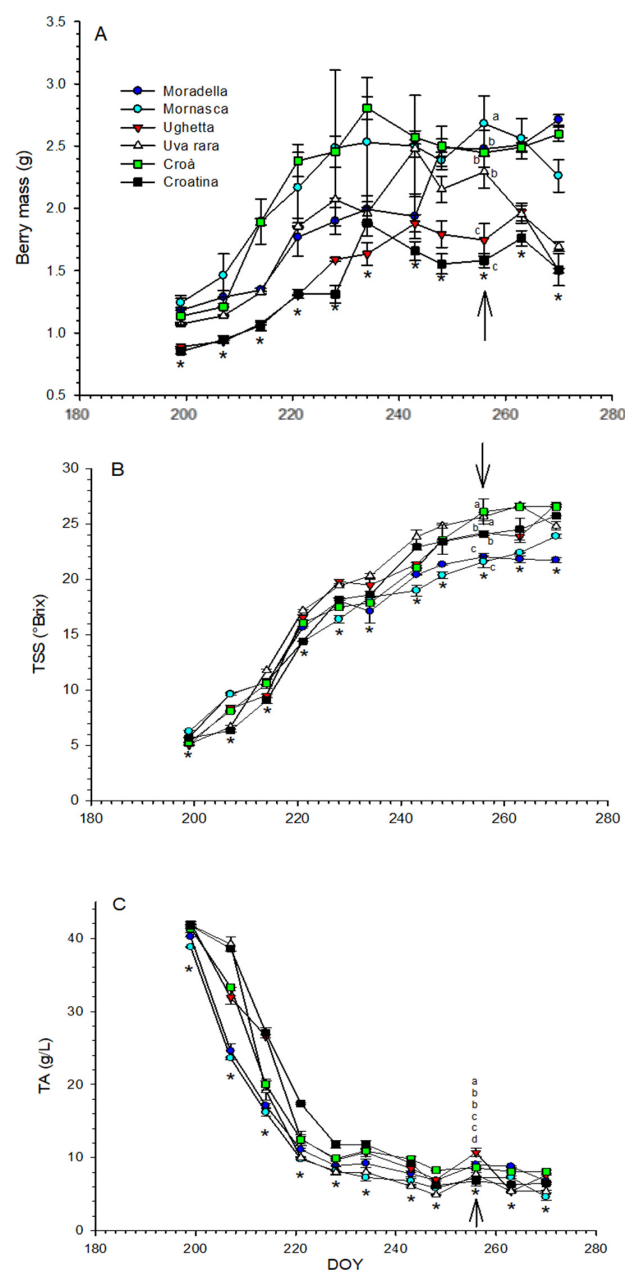 A
3.5
3.0
2.5
2.0
1.5
1.0
0.5
Berry mass (g)
Moradella
Mornasca
Ughetta
Uva rara
Croà
Croatina
a
b
b
b
c
c
* * * * * * * * * * * *
180 200 220 240 260 280
B
30
25
20
15
10
5
0
TSS (°Brix)
a
a
b
b
c
c
* * * * * * * * * * *
180 200 220 240 260 280
C
40
30
20
10
0
TA (g/L)
a
b
b
c
c
d
* * * * * * * * * * *
180 200 220 240 260 280
DOY